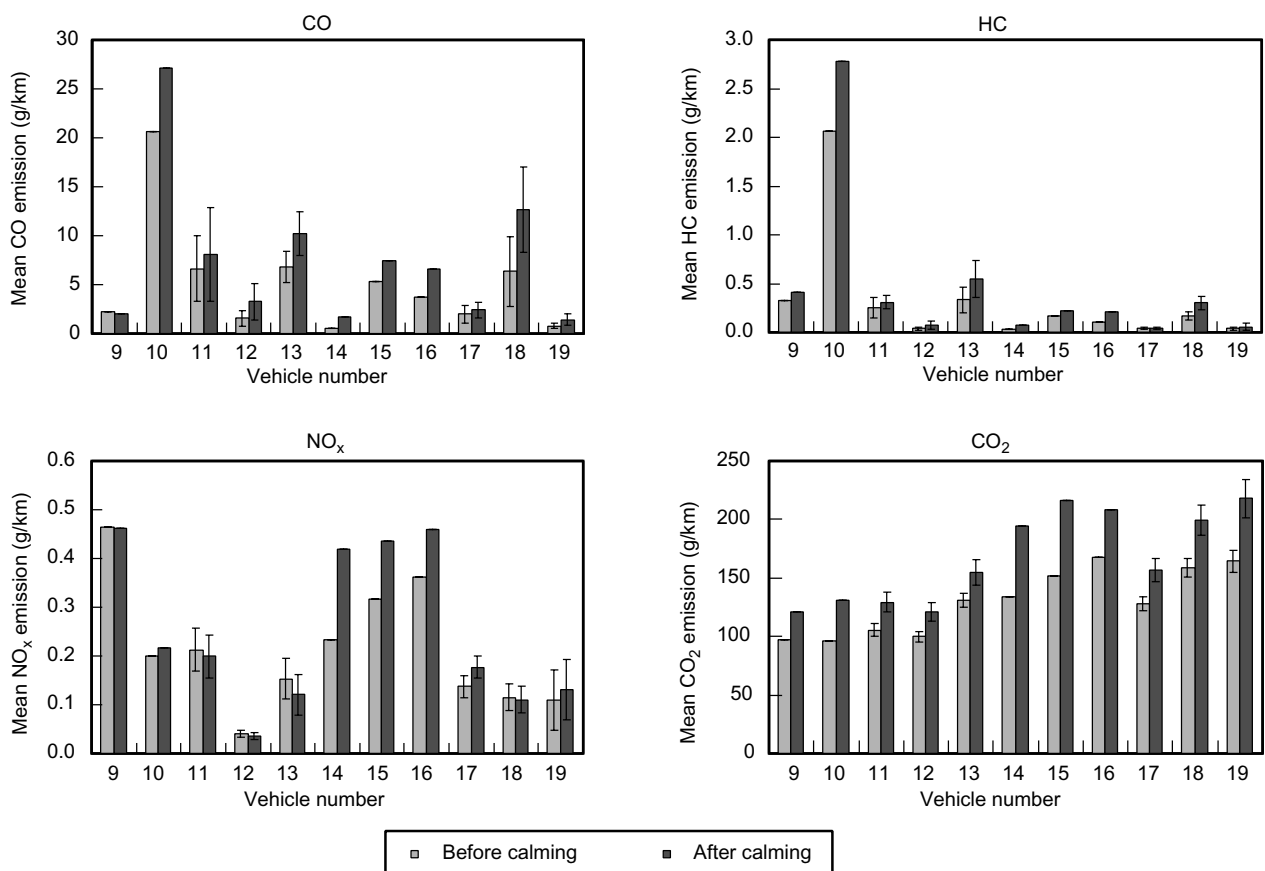 CO
Mean CO emission (g/km)
30
25
20
15
10
5
0
9 10 11 12 13 14 15 16 17 18 19
Vehicle number
HC
Mean HC emission (g/km)
3.0
2.5
2.0
1.5
1.0
0.5
0.0
9 10 11 12 13 14 15 16 17 18 19
Vehicle number
NOx
Mean NOx emission (g/km)
0.6
0.5
0.4
0.3
0.2
0.1
0.0
9 10 11 12 13 14 15 16 17 18 19
Vehicle number
CO2
Mean CO2 emission (g/km)
250
200
150
100
50
0
9 10 11 12 13 14 15 16 17 18 19
Vehicle number
Before calming After calming